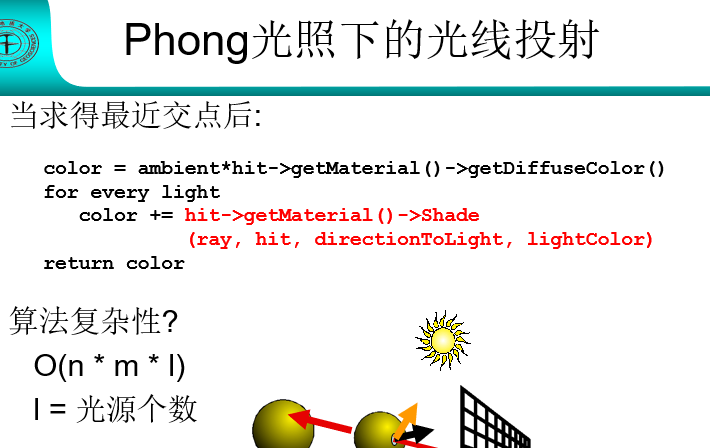 Phong光照下的光线投射
当求得最近交点后:
color = ambient*hit->getMaterial()->getDiffuseColor()
for every light
color += hit->getMaterial()->Shade
(ray, hit, directionToLight, lightColor)
return color
算法复杂性?
O(n * m * l)
l = 光源个数